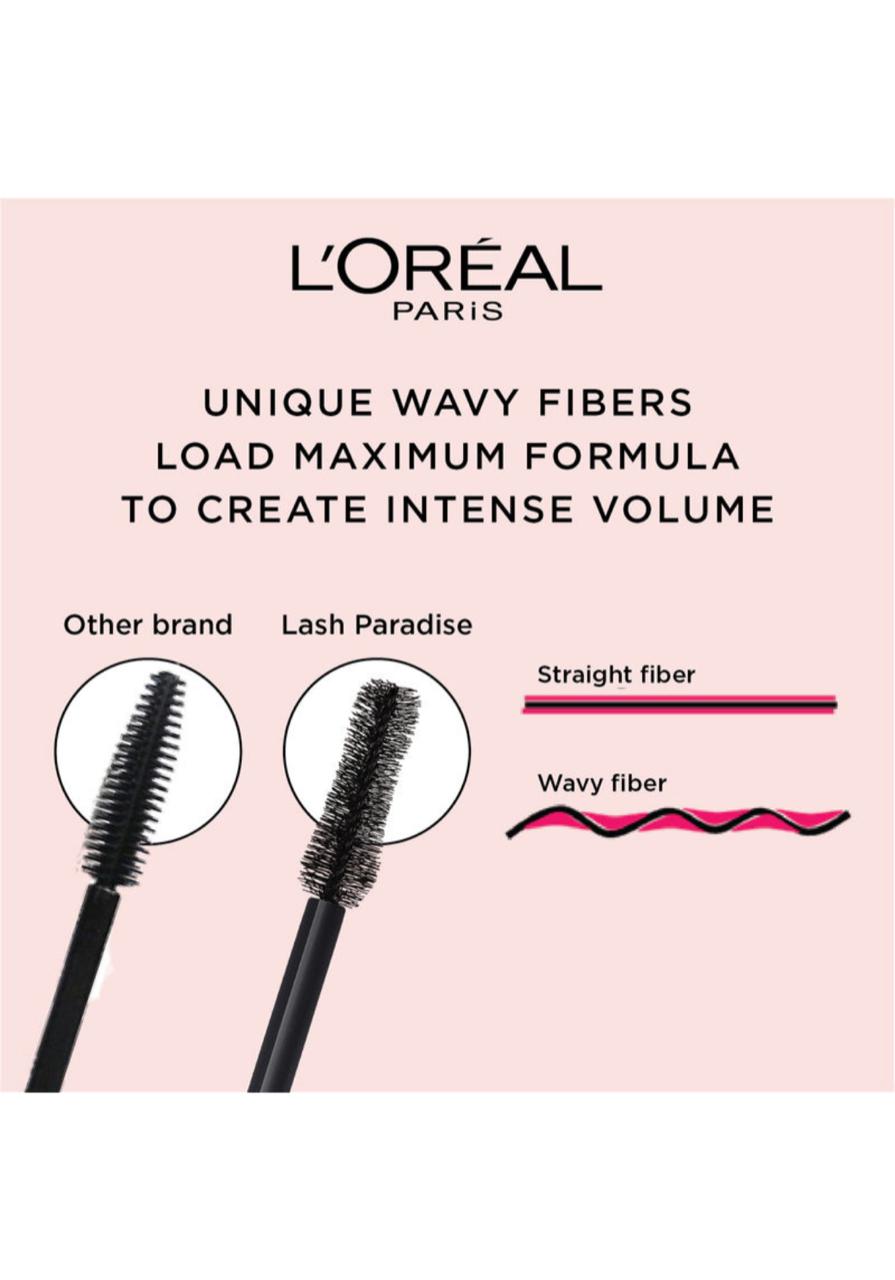 L'ORÉAL
PARiS
UNIQUE WAVY FIBERS
LOAD MAXIMUM FORMULA
TO CREATE INTENSE VOLUME
Other brand
Lash Paradise
Straight fiber
Wavy fiber